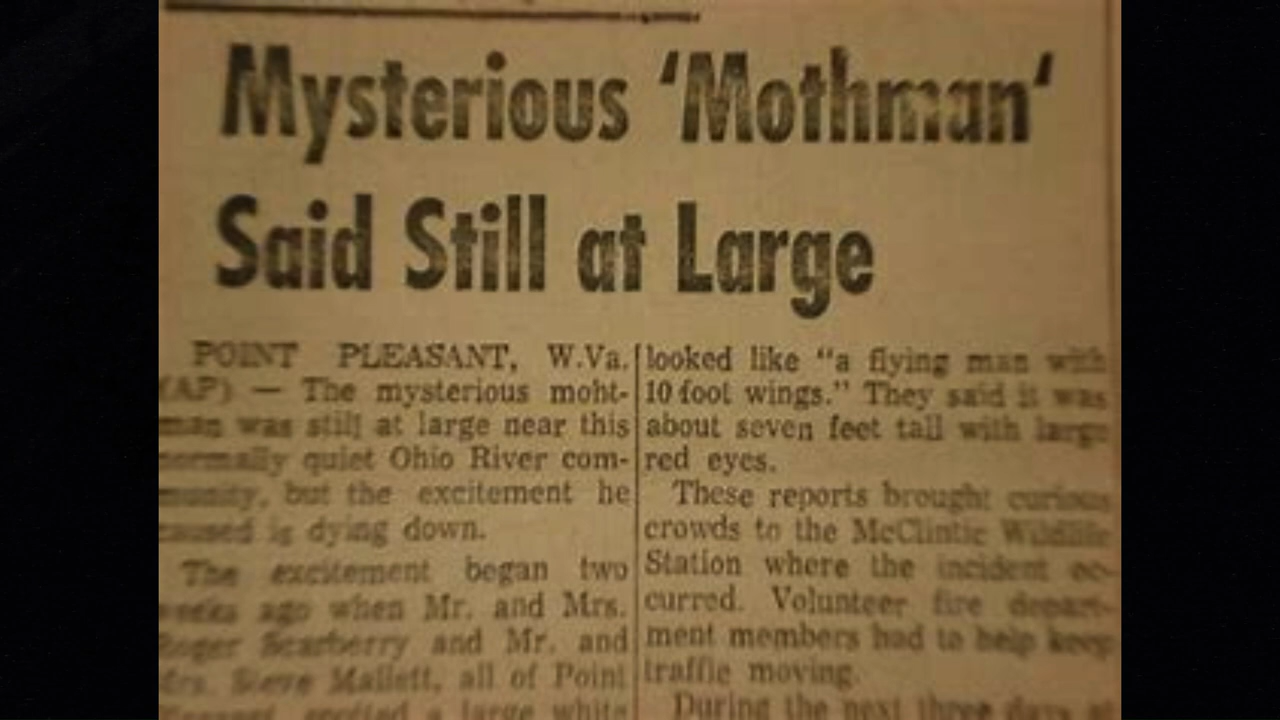 Mysterious 'Mothman'
Said Still at Large
POINT PLEASANT, W.Va.
(AP) — The mysterious moht-
man was still at large near this
normally quiet Ohio River com-
munity, but the excitement he
caused is dying down.
The excitement began two
weeks ago when Mr. and Mrs.
Roger Scarberry and Mr. and
Mrs. Steve Mallett, all of Point
Pleasant, spotted a large white
looked like "a flying man with
10 foot wings." They said it was
about seven feet tall with large
red eyes.
These reports brought curious
crowds to the McClintic Wildlife
Station where the incident oc-
curred. Volunteer fire depart-
ment members had to help keep
traffic moving.
During the next three days at